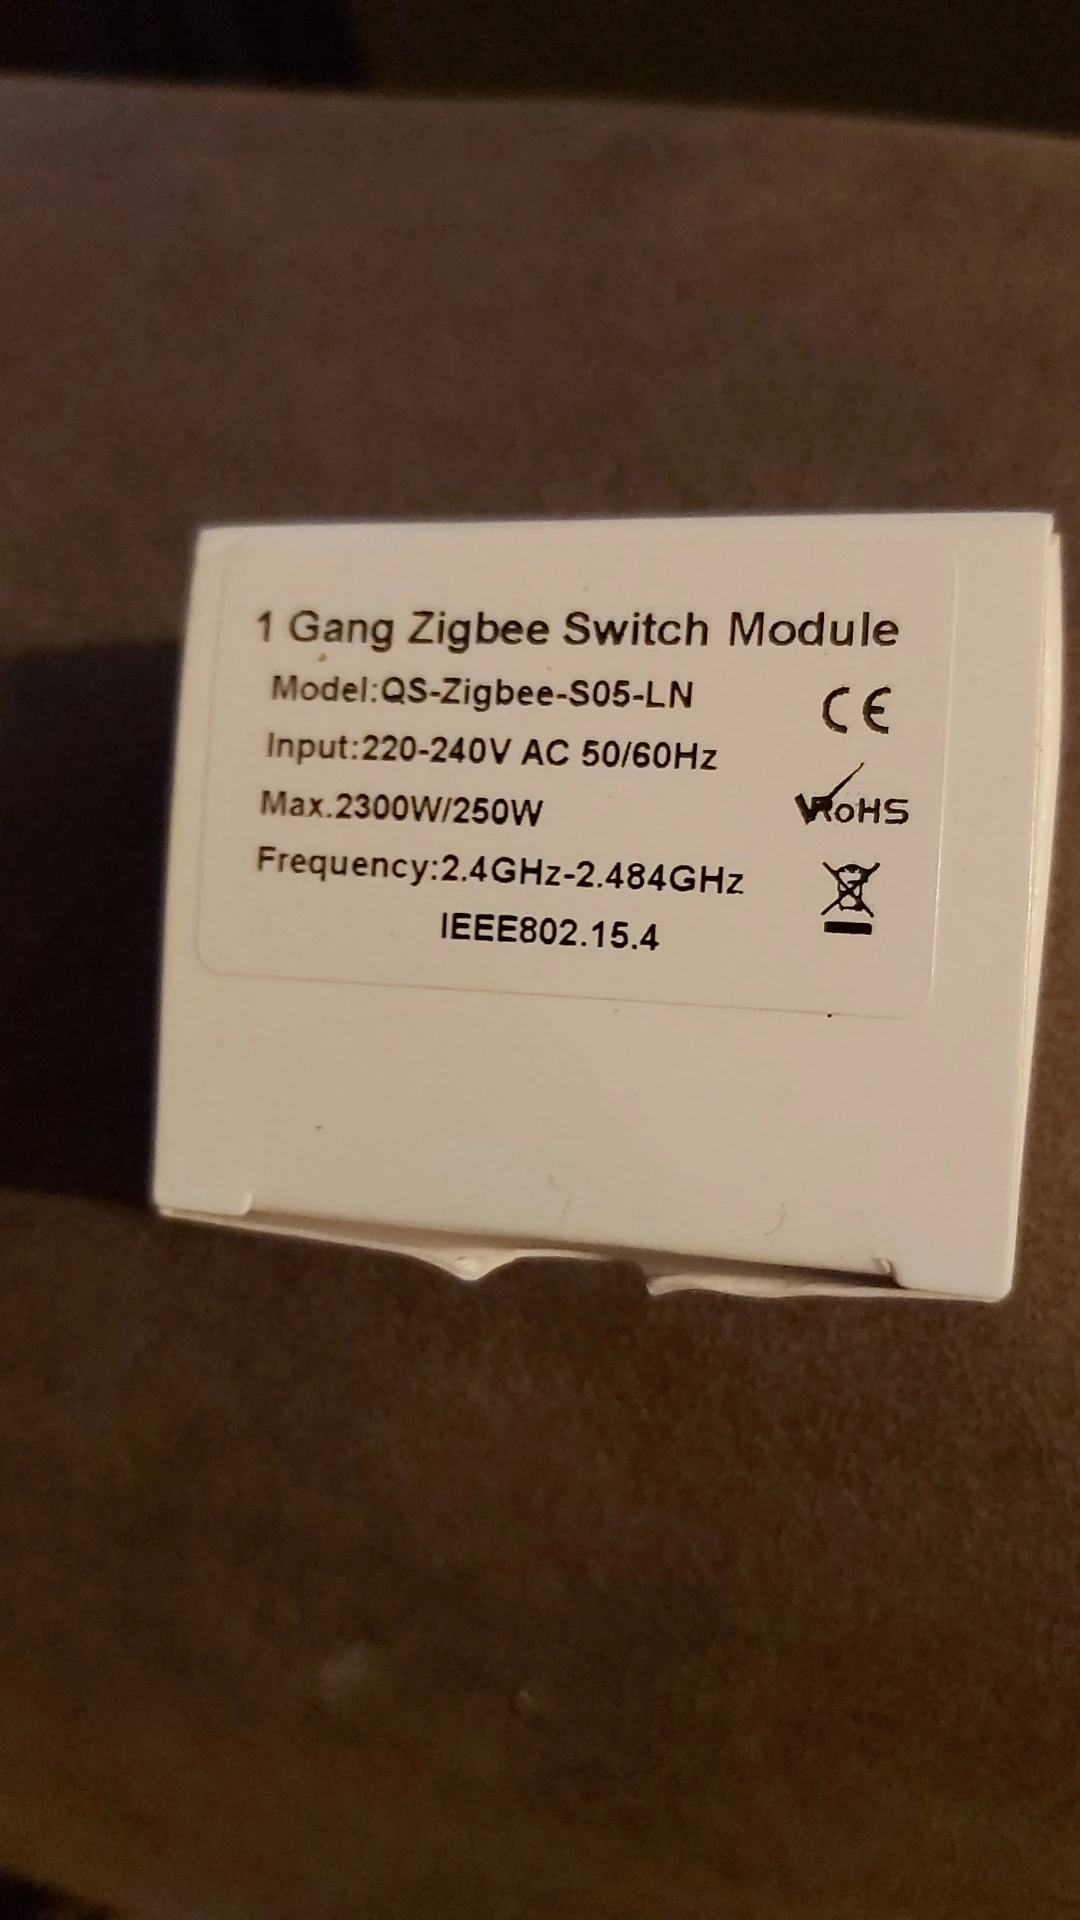 1 Gang Zigbee Switch Module
Model:QS-Zigbee-S05-LN
CE
Input:220-240V AC 50/60Hz
Max.2300W/250W
RoHS
Frequency:2.4GHz-2.484GHz
IEEE802.15.4